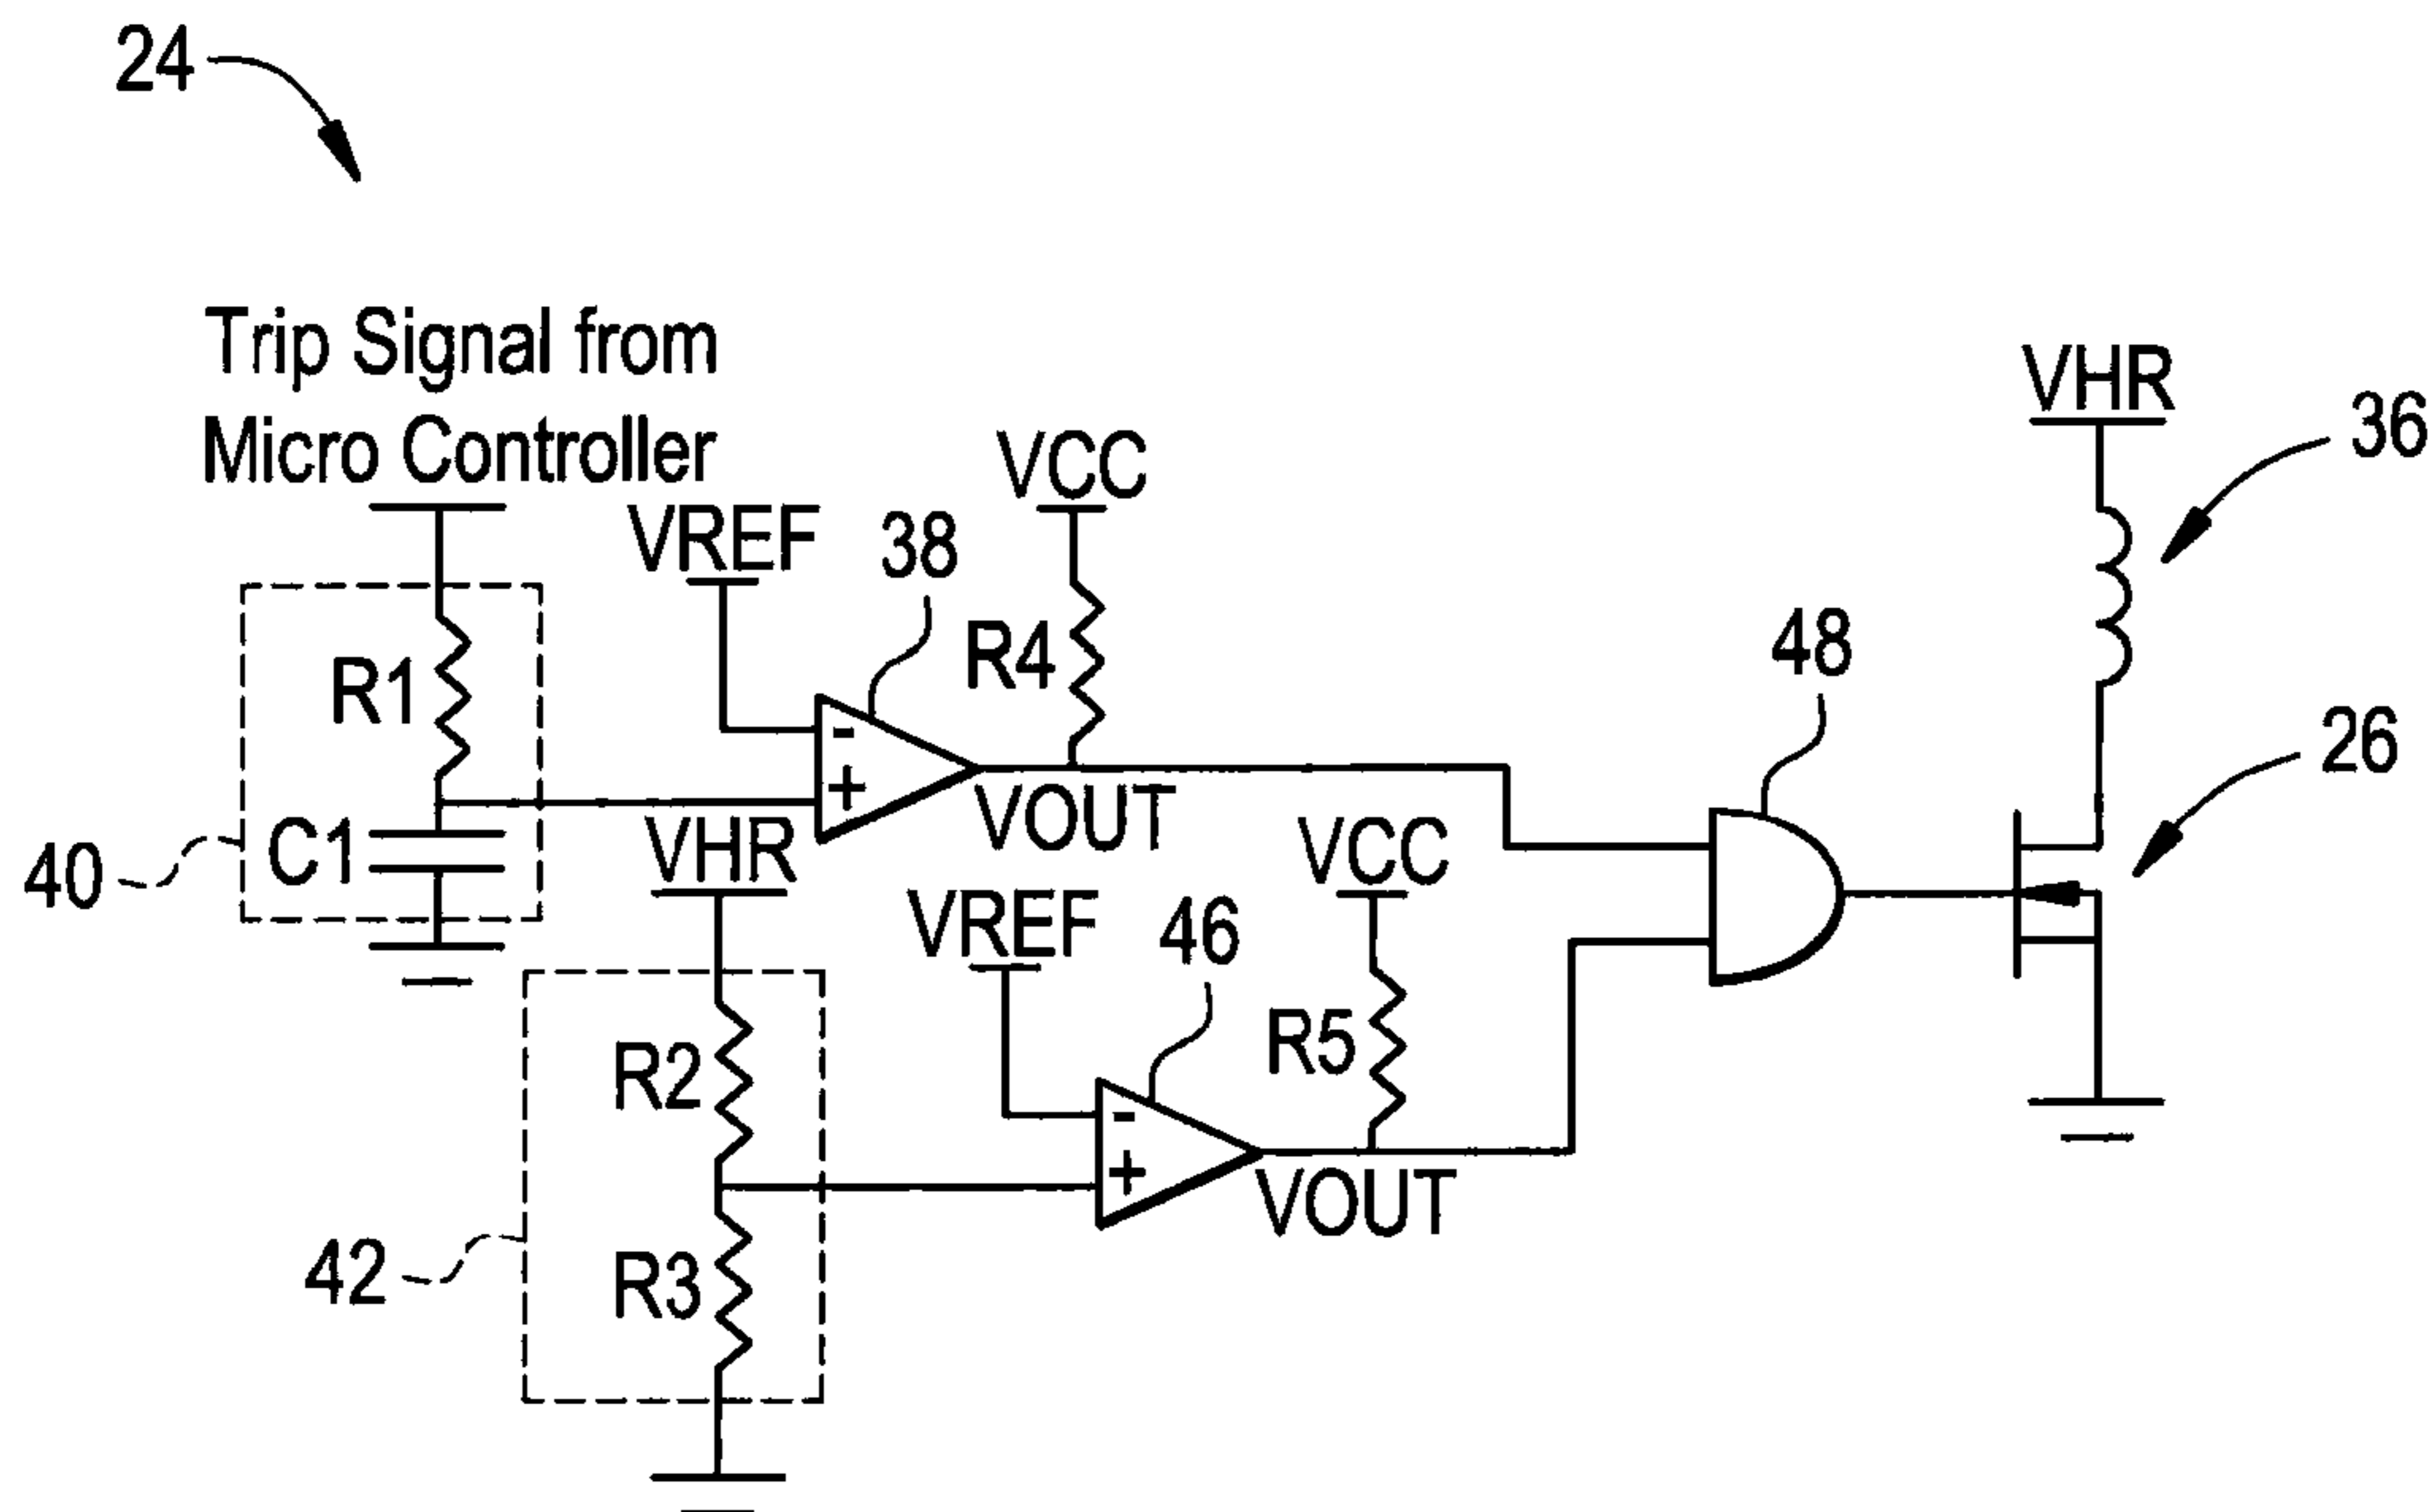 24
Trip Signal from
Micro Controller
VHR
36
VCC
VREF
38
R4
48
R1
26
-
+
VOUT
C1
40
VHR
VCC
VREF
46
R5
R2
-
+
VOUT
42
R3